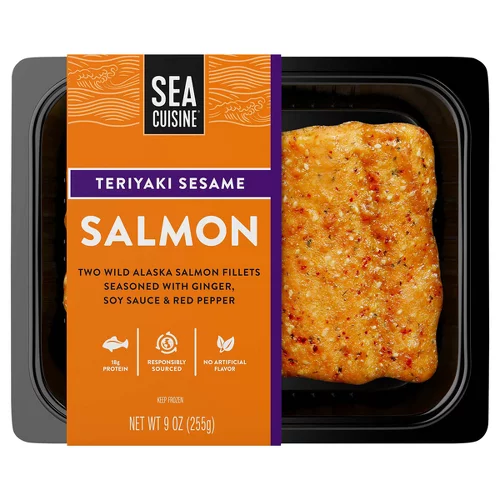 SEA
CUISINE®
TERIYAKI SESAME
SALMON
TWO WILD ALASKA SALMON FILLETS
SEASONED WITH GINGER,
SOY SAUCE & RED PEPPER
18g
PROTEIN
RESPONSIBLY
SOURCED
NO ARTIFICIAL
FLAVOR
KEEP FROZEN
NET WT 9 OZ (255g)